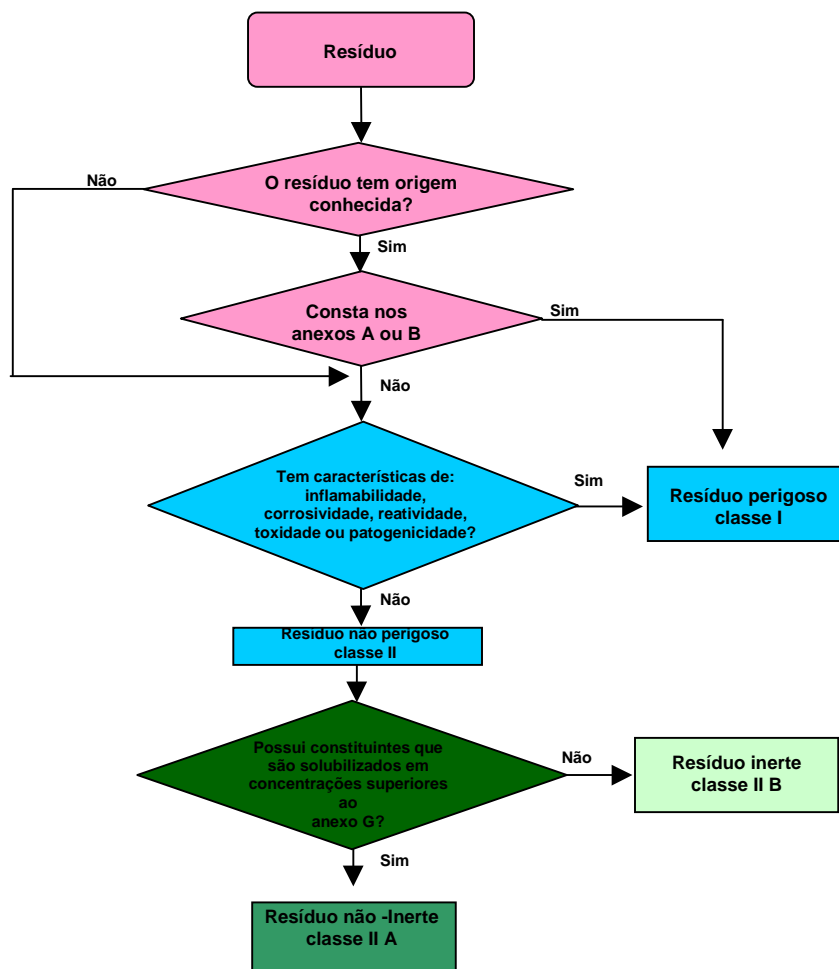 Resíduo
Não
O resíduo tem origem
conhecida?
Sim
Consta nos
anexos A ou B
Sim
Não
Tem características de:
inflamabilidade,
corrosividade, reatividade,
toxidade ou patogenicidade?
Sim
Resíduo perigoso
classe I
Não
Resíduo não perigoso
classe II
Possui constituintes que
são solubilizados em
concentrações superiores
ao
anexo G?
Não
Resíduo inerte
classe II B
Sim
Resíduo não -Inerte
classe II A